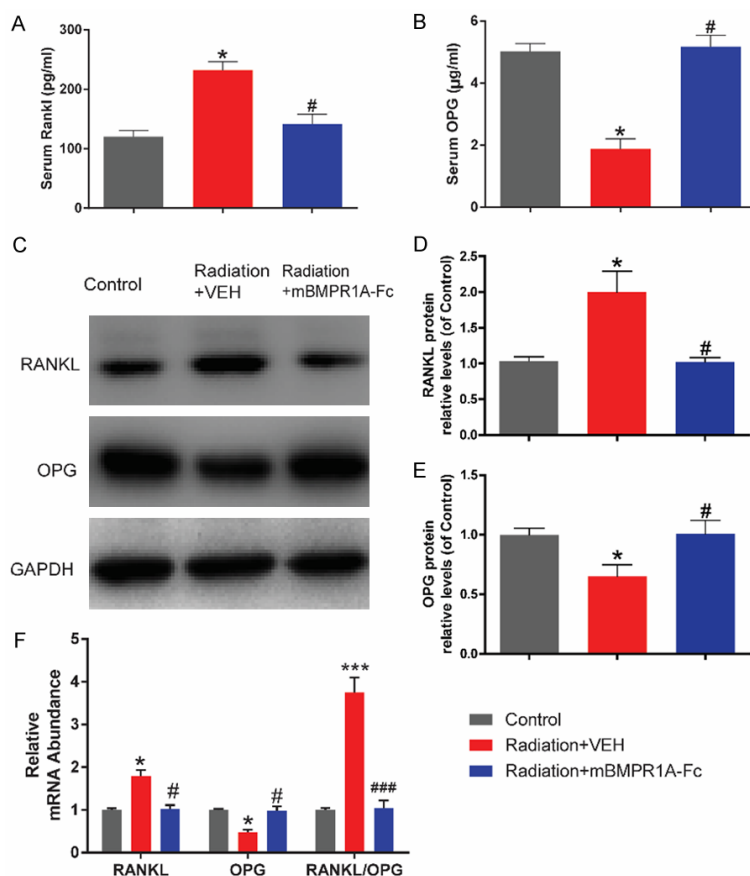 A
Serum Rankl (pg/ml)
300
200
100
0
*
#
B
Serum OPG (µg/ml)
6
4
2
0
*
#
C
Control
Radiation
+VEH
Radiation
+mBMPR1A-Fc
RANKL
OPG
GAPDH
D
RANKL protein
relative levels (of Control)
2.5
2.0
1.5
1.0
0.5
0.0
*
#
E
OPG protein
relative levels (of Control)
1.5
1.0
0.5
0.0
*
#
F
Relative
mRNA Abundance
5
4
3
2
1
0
*
#
*
#
***
###
RANKL
OPG
RANKL/OPG
Control
Radiation+VEH
Radiation+mBMPR1A-Fc